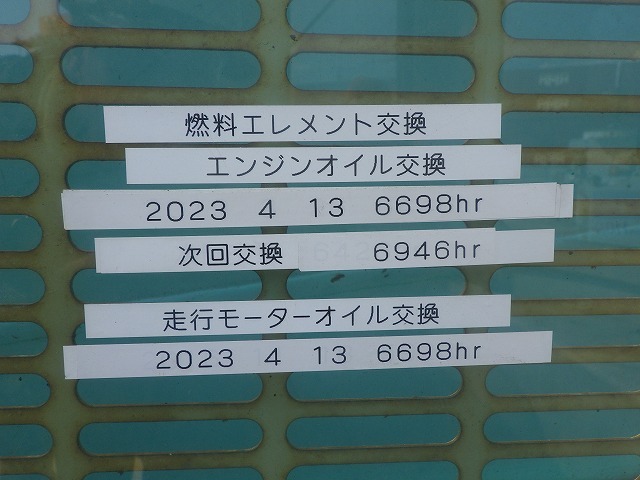 燃料エレメント交換
エンジンオイル交換
2023 4 13 6698hr
次回交換 6946hr
走行モーターオイル交換
2023 4 13 6698hr